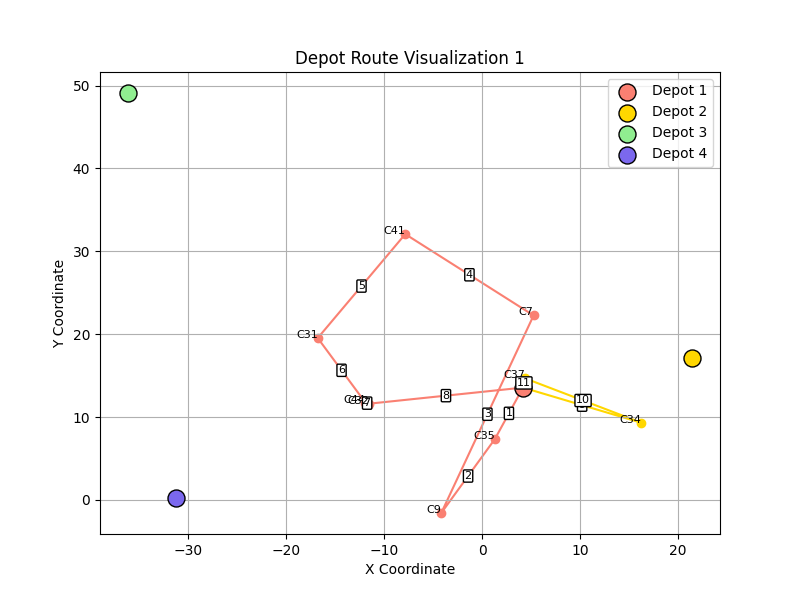 Depot Route Visualization 1
Depot 1
Depot 2
Depot 3
Depot 4
Y Coordinate
50
40
30
20
10
0
C41
4
5
C7
C31
6
C37
11
7
8
10
3
1
C34
C35
2
C9
−30
−20
−10
0
10
20
X Coordinate